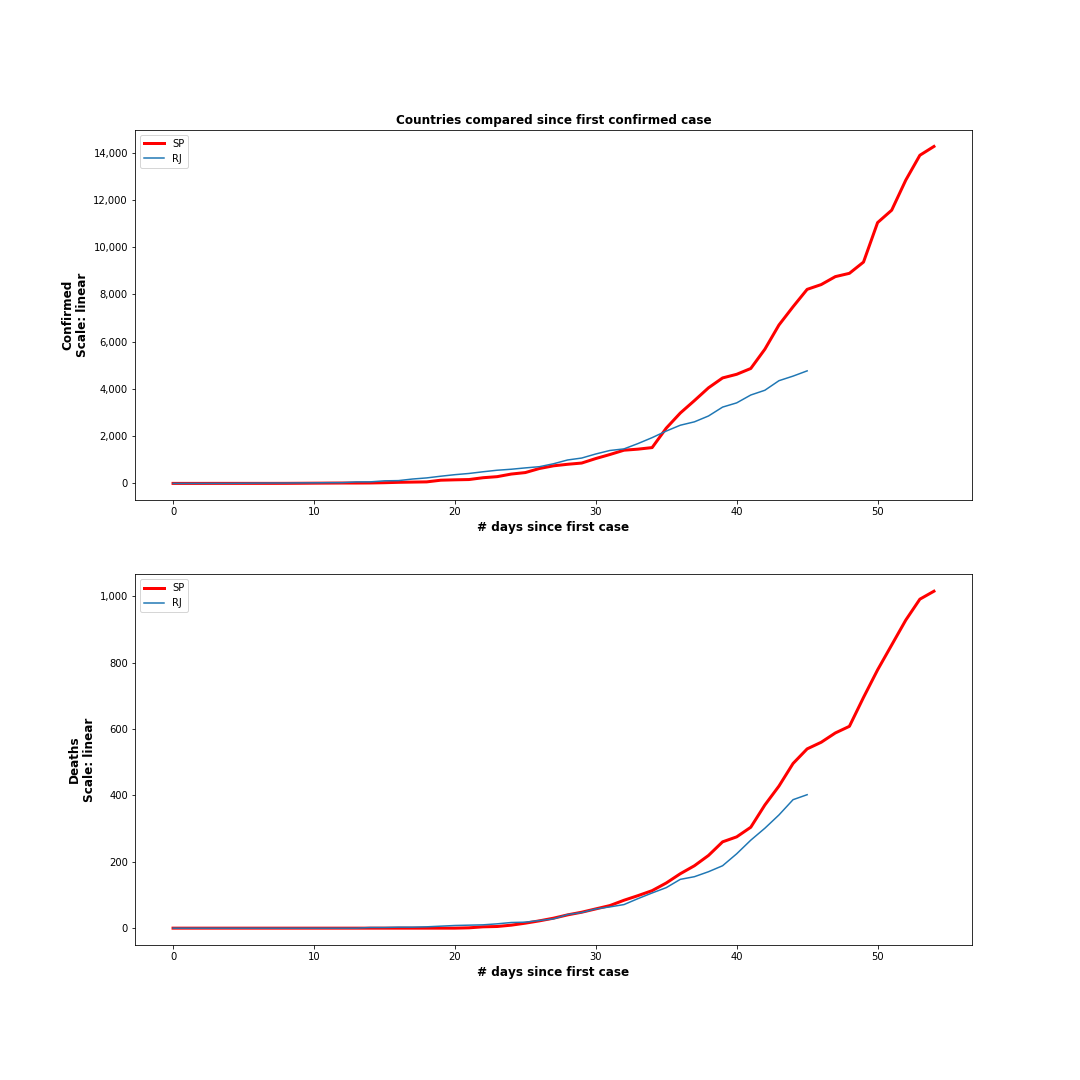 Countries compared since first confirmed case
SP
RJ
14,000
12,000
10,000
8,000
6,000
4,000
2,000
0
Confirmed
Scale: linear
0 10 20 30 40 50
# days since first case
SP
RJ
1,000
800
600
400
200
0
Deaths
Scale: linear
0 10 20 30 40 50
# days since first case